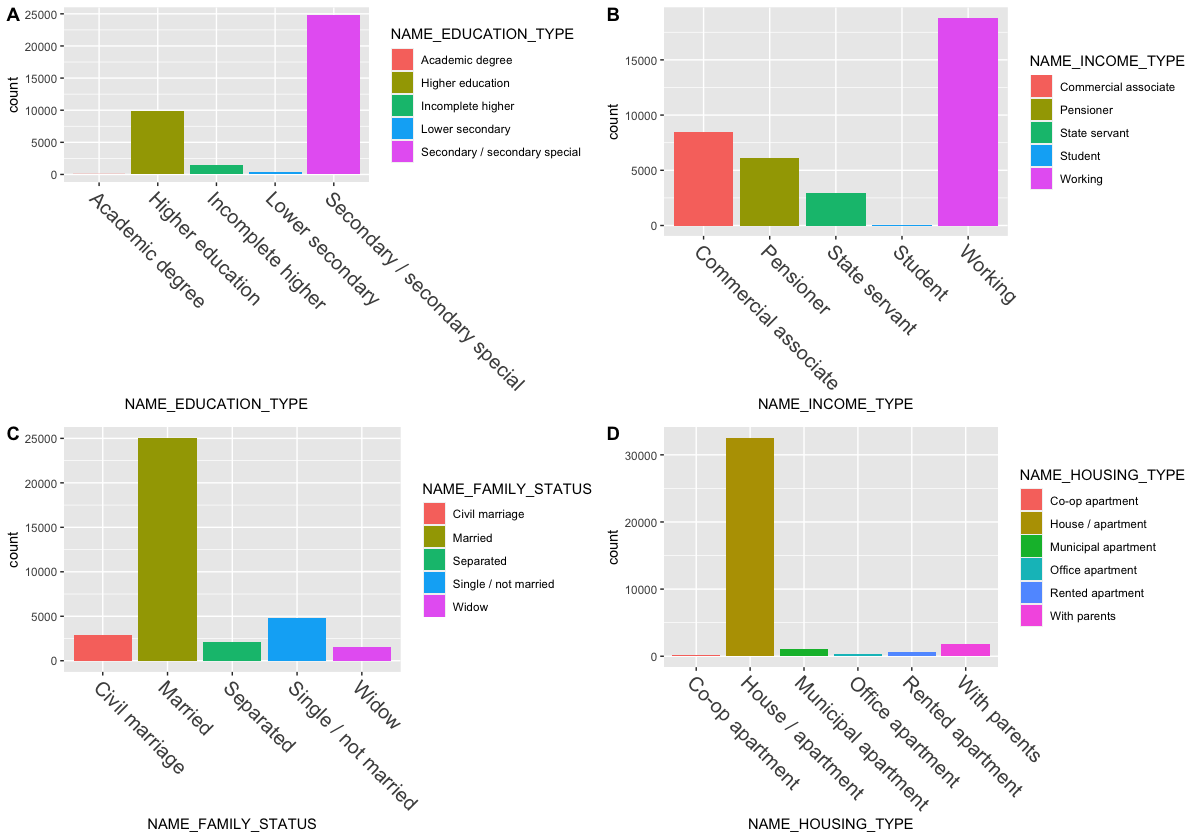 A
25000
20000
15000
10000
5000
0
count
Academic degree
Higher education
Incomplete higher
Lower secondary
Secondary / secondary special
NAME_EDUCATION_TYPE
NAME_EDUCATION_TYPE
Academic degree
Higher education
Incomplete higher
Lower secondary
Secondary / secondary special
B
15000
10000
5000
0
count
Commercial associate
Pensioner
State servant
Student
Working
NAME_INCOME_TYPE
NAME_INCOME_TYPE
Commercial associate
Pensioner
State servant
Student
Working
C
25000
20000
15000
10000
5000
0
count
Civil marriage
Married
Separated
Single / not married
Widow
NAME_FAMILY_STATUS
NAME_FAMILY_STATUS
Civil marriage
Married
Separated
Single / not married
Widow
D
30000
20000
10000
0
count
Co-op apartment
House / apartment
Municipal apartment
Office apartment
Rented apartment
With parents
NAME_HOUSING_TYPE
NAME_HOUSING_TYPE
Co-op apartment
House / apartment
Municipal apartment
Office apartment
Rented apartment
With parents